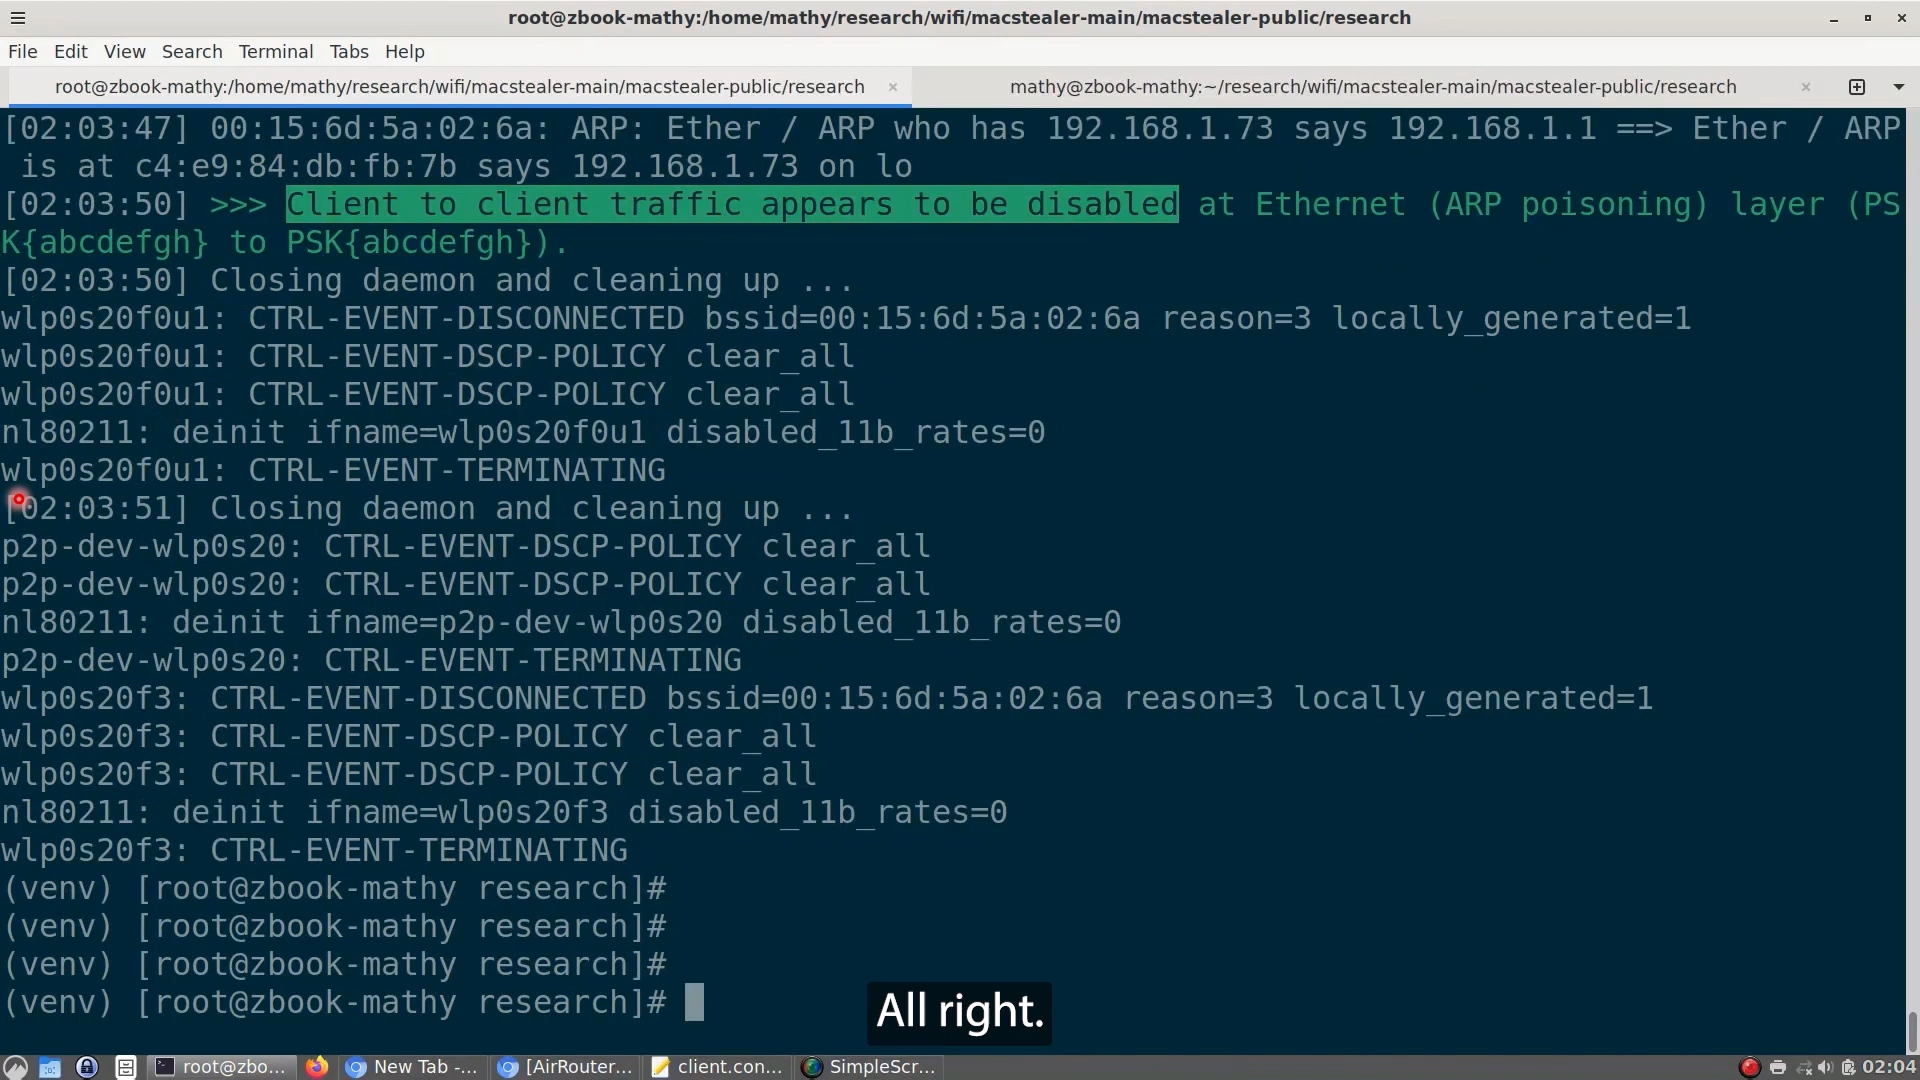 root@zbook-mathy:/home/mathy/research/wifi/macstealer-main/macstealer-public/research
File Edit View Search Terminal Tabs Help
root@zbook-mathy:/home/mathy/research/wifi/macstealer-main/macstealer-public/research × mathy@zbook-mathy:~/research/wifi/macstealer-main/macstealer-public/research ×
[02:03:47] 00:15:6d:5a:02:6a: ARP: Ether / ARP who has 192.168.1.73 says 192.168.1.1 ==> Ether / ARP
 is at c4:e9:84:db:fb:7b says 192.168.1.73 on lo
[02:03:50] >>> Client to client traffic appears to be disabled at Ethernet (ARP poisoning) layer (PS
K{abcdefgh} to PSK{abcdefgh}).
[02:03:50] Closing daemon and cleaning up ...
wlp0s20f0u1: CTRL-EVENT-DISCONNECTED bssid=00:15:6d:5a:02:6a reason=3 locally_generated=1
wlp0s20f0u1: CTRL-EVENT-DSCP-POLICY clear_all
wlp0s20f0u1: CTRL-EVENT-DSCP-POLICY clear_all
nl80211: deinit ifname=wlp0s20f0u1 disabled_11b_rates=0
wlp0s20f0u1: CTRL-EVENT-TERMINATING
[02:03:51] Closing daemon and cleaning up ...
p2p-dev-wlp0s20: CTRL-EVENT-DSCP-POLICY clear_all
p2p-dev-wlp0s20: CTRL-EVENT-DSCP-POLICY clear_all
nl80211: deinit ifname=p2p-dev-wlp0s20 disabled_11b_rates=0
p2p-dev-wlp0s20: CTRL-EVENT-TERMINATING
wlp0s20f3: CTRL-EVENT-DISCONNECTED bssid=00:15:6d:5a:02:6a reason=3 locally_generated=1
wlp0s20f3: CTRL-EVENT-DSCP-POLICY clear_all
wlp0s20f3: CTRL-EVENT-DSCP-POLICY clear_all
nl80211: deinit ifname=wlp0s20f3 disabled_11b_rates=0
wlp0s20f3: CTRL-EVENT-TERMINATING
(venv) [root@zbook-mathy research]#
(venv) [root@zbook-mathy research]#
(venv) [root@zbook-mathy research]#
(venv) [root@zbook-mathy research]#
All right.
root@zbo... New Tab -... [AirRouter... client.con... SimpleScr... 02:04